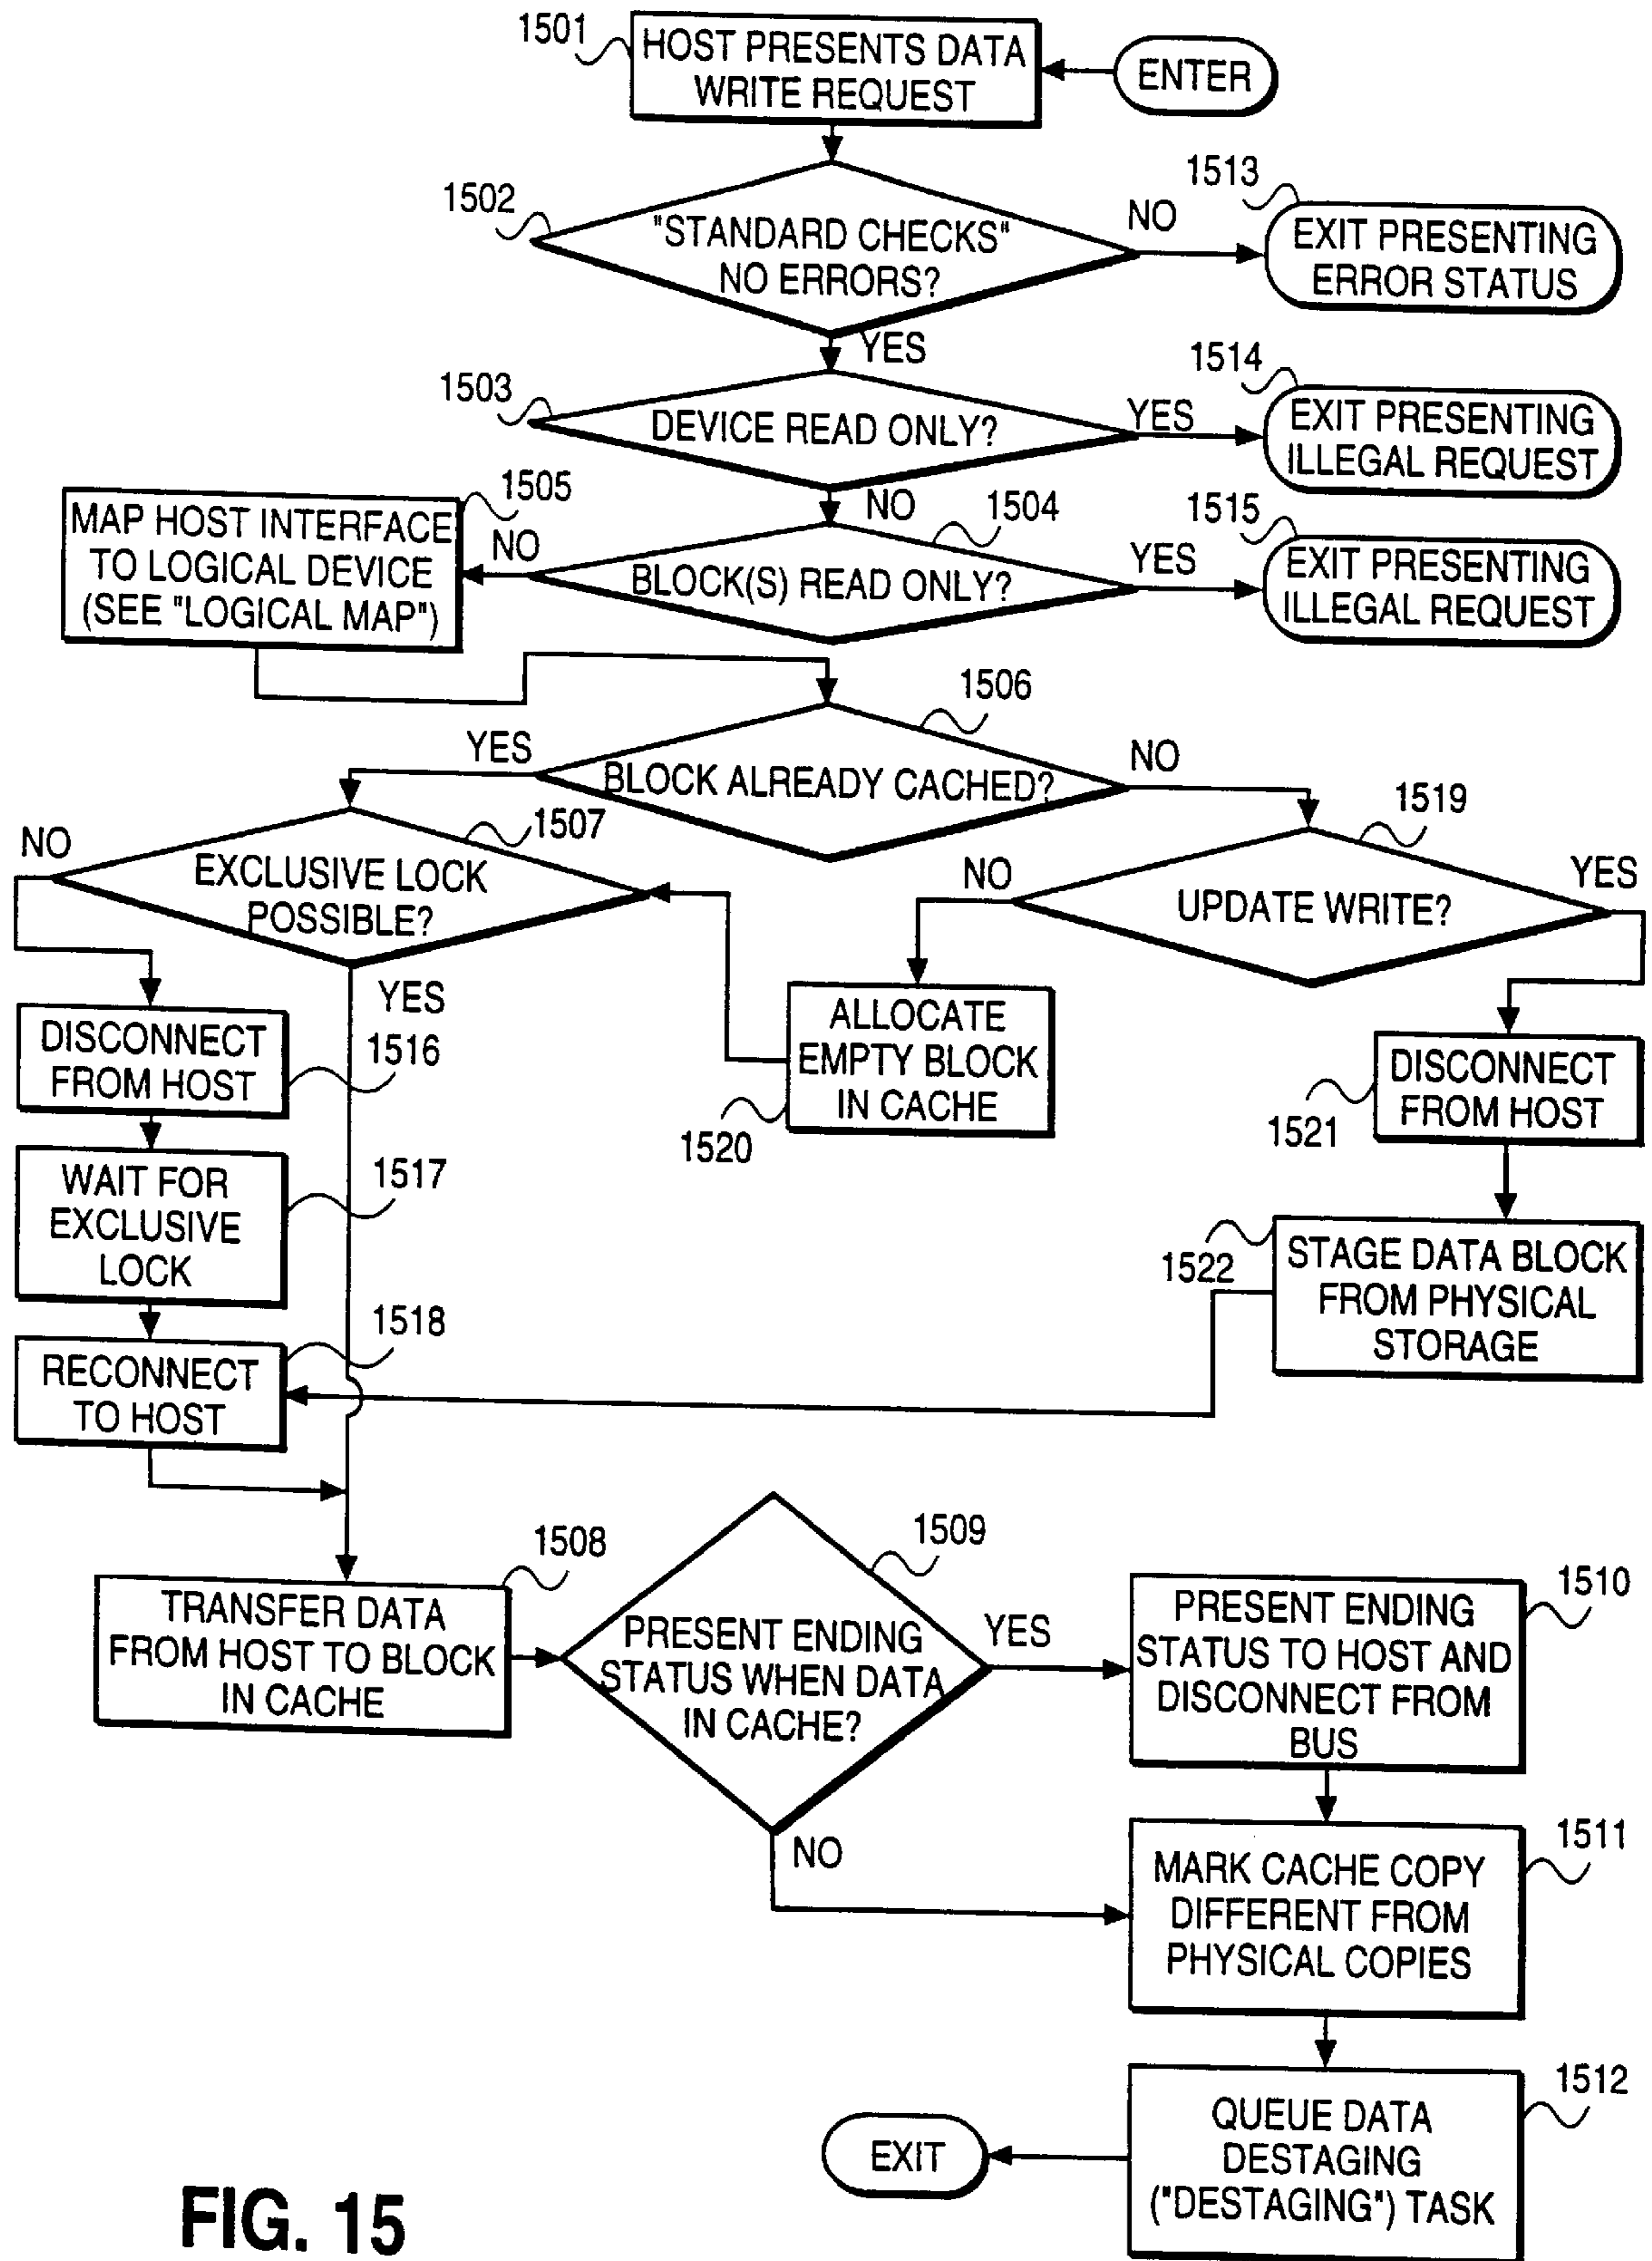 1501
HOST PRESENTS DATA
WRITE REQUEST
ENTER
1502
"STANDARD CHECKS"
NO ERRORS?
NO
1513
EXIT PRESENTING
ERROR STATUS
YES
1503
DEVICE READ ONLY?
YES
1514
EXIT PRESENTING
ILLEGAL REQUEST
NO
1504
BLOCK(S) READ ONLY?
YES
1515
EXIT PRESENTING
ILLEGAL REQUEST
NO
1505
MAP HOST INTERFACE
TO LOGICAL DEVICE
(SEE "LOGICAL MAP")
1506
BLOCK ALREADY CACHED?
YES
NO
1507
EXCLUSIVE LOCK
POSSIBLE?
NO
YES
1519
UPDATE WRITE?
NO
YES
DISCONNECT
FROM HOST
1516
WAIT FOR
EXCLUSIVE
LOCK
1517
RECONNECT
TO HOST
1518
ALLOCATE
EMPTY BLOCK
IN CACHE
1520
DISCONNECT
FROM HOST
1521
STAGE DATA BLOCK
FROM PHYSICAL
STORAGE
1522
1508
TRANSFER DATA
FROM HOST TO BLOCK
IN CACHE
1509
PRESENT ENDING
STATUS WHEN DATA
IN CACHE?
YES
NO
1510
PRESENT ENDING
STATUS TO HOST AND
DISCONNECT FROM
BUS
1511
MARK CACHE COPY
DIFFERENT FROM
PHYSICAL COPIES
1512
QUEUE DATA
DESTAGING
("DESTAGING") TASK
EXIT
FIG. 15